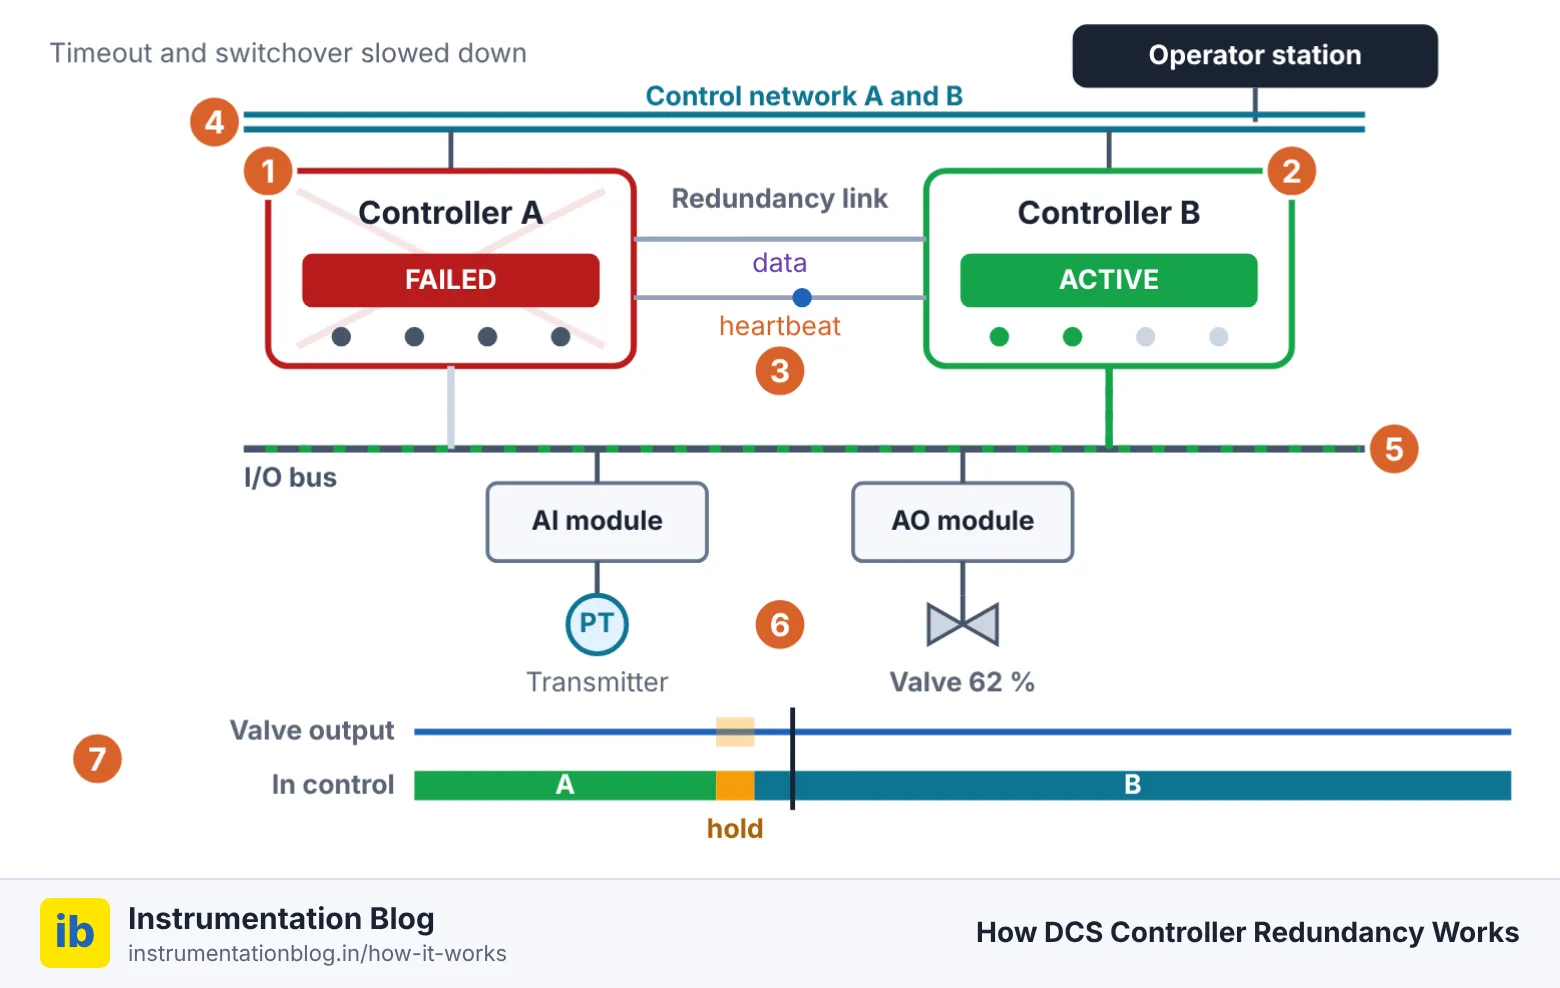 Timeout and switchover slowed down
Operator station
Control network A and B
4
1
2
Controller A
Redundancy link
Controller B
data
FAILED
ACTIVE
heartbeat
3
5
I/O bus
AI module
AO module
PT
6
Transmitter
Valve 62 %
Valve output
7
In control
A
B
hold
ib
Instrumentation Blog
instrumentationblog.in/how-it-works
How DCS Controller Redundancy Works